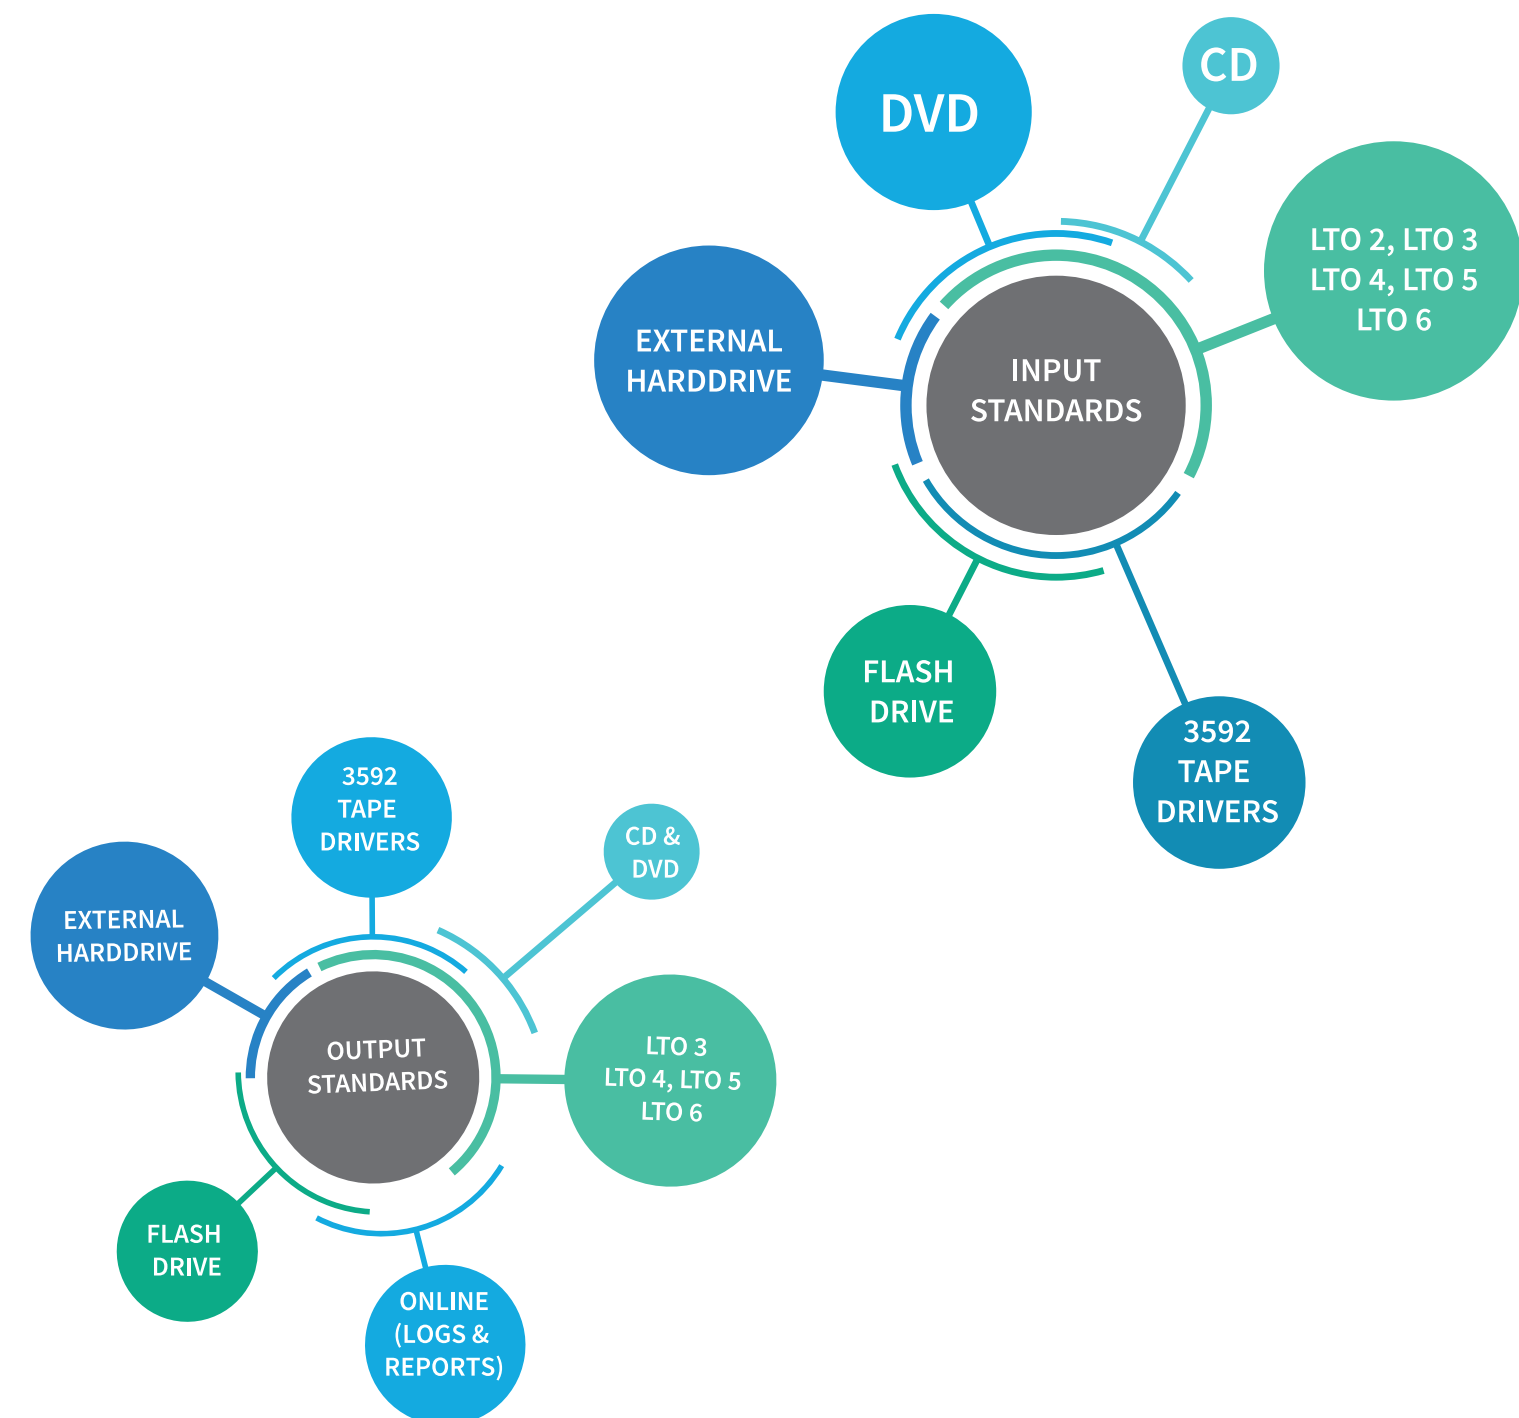 DVD
CD
LTO 2, LTO 3
LTO 4, LTO 5
LTO 6
EXTERNAL
HARDDRIVE
INPUT
STANDARDS
FLASH
DRIVE
3592
TAPE
DRIVERS
3592
TAPE
DRIVERS
CD &
DVD
EXTERNAL
HARDDRIVE
OUTPUT
STANDARDS
LTO 3
LTO 4, LTO 5
LTO 6
FLASH
DRIVE
ONLINE
(LOGS &
REPORTS)